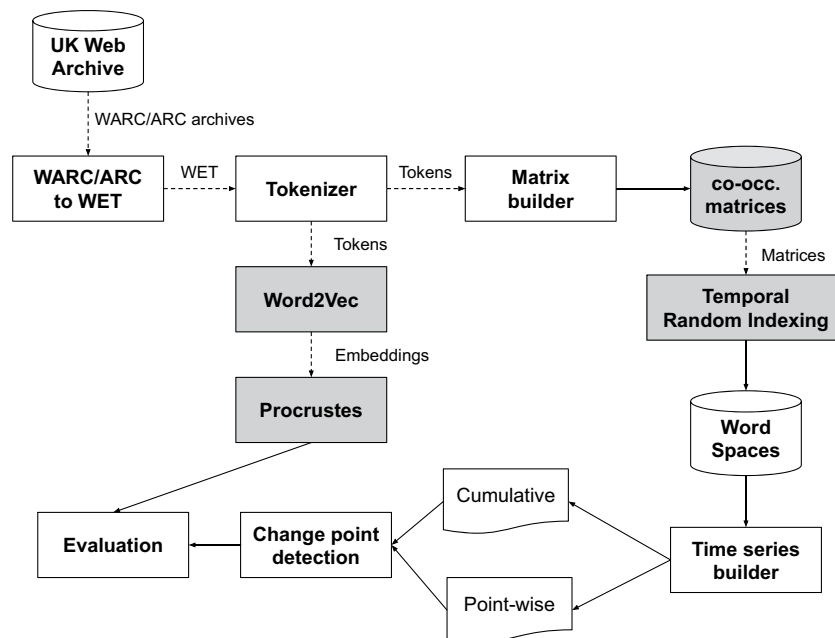 UK Web
Archive
WARC/ARC archives
WARC/ARC
to WET
WET
Tokenizer
Tokens
Matrix
builder
co-occ.
matrices
Tokens
Matrices
Word2Vec
Temporal
Random Indexing
Embeddings
Procrustes
Word
Spaces
Cumulative
Evaluation
Change point
detection
Time series
builder
Point-wise